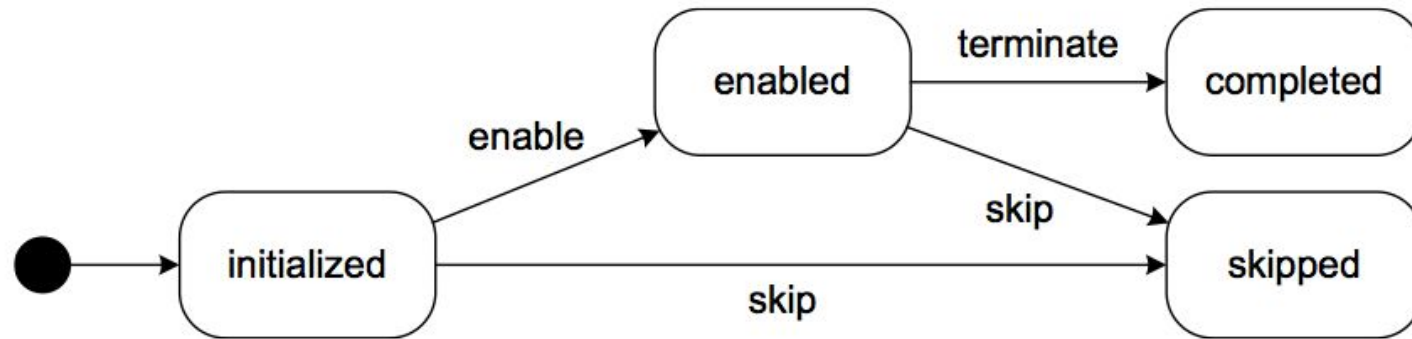 terminate
enabled
completed
enable
skip
initialized
skipped
skip